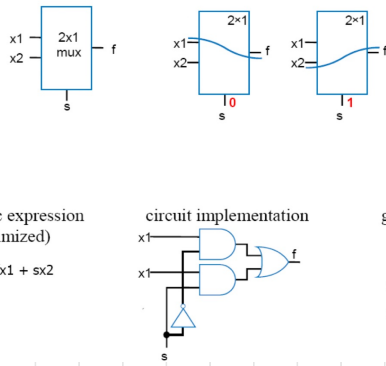 x1
x2
2x1
mux
f
s
2×1
x1
x2
f
0
s
2×1
x1
x2
f
1
s
expression
circuit implementation
x1
x1
f
s
x1 + sx2